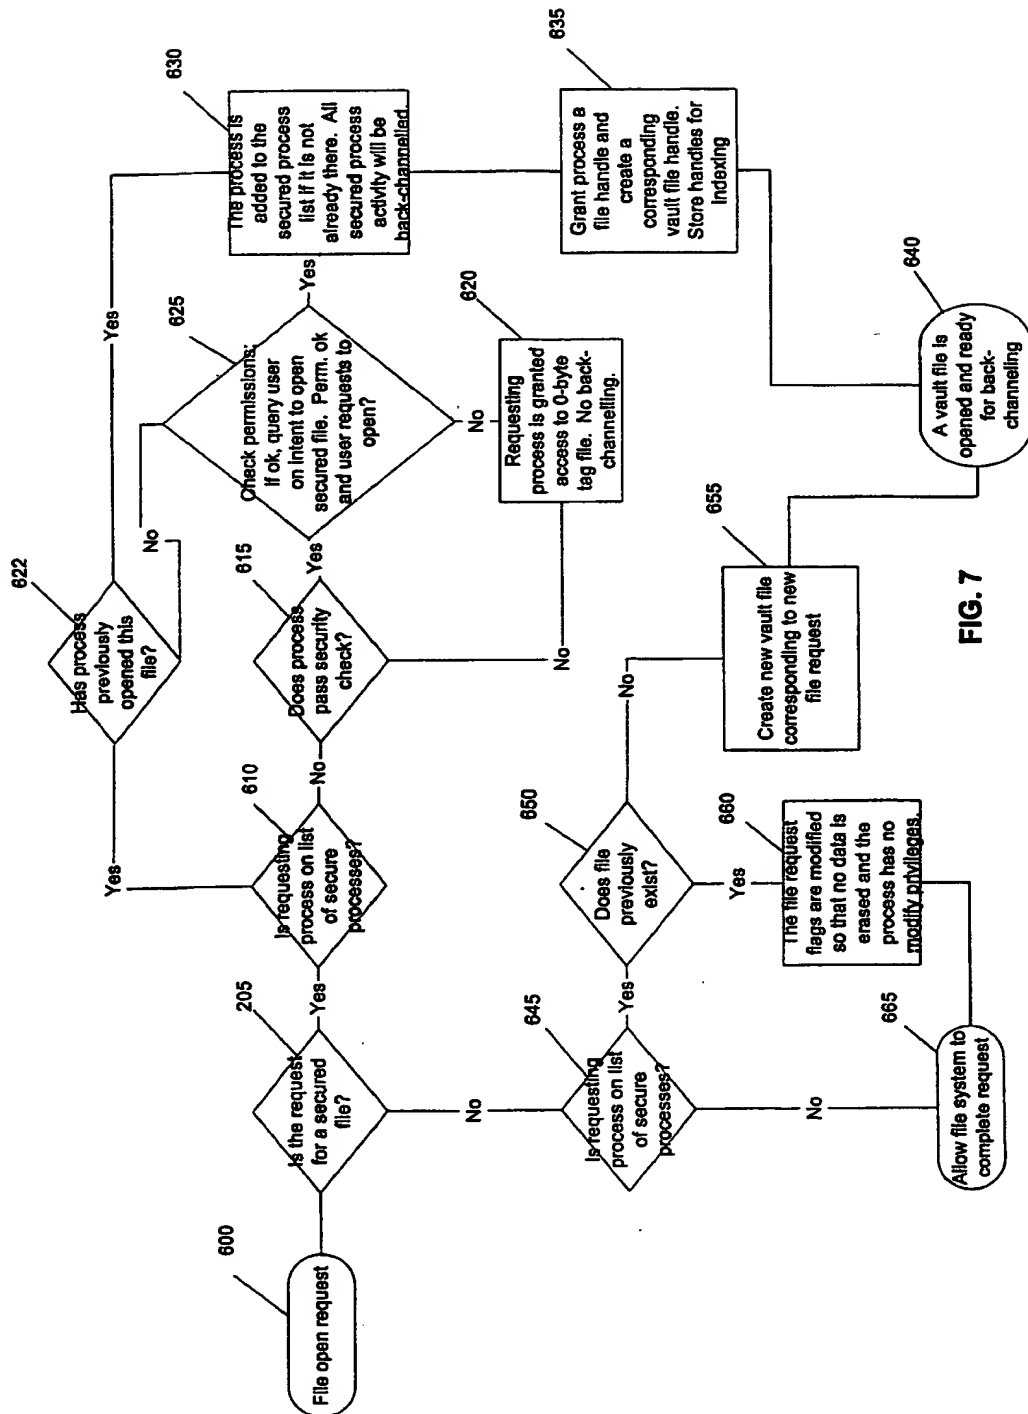 600
File open request
205
Is the request
for a secured
file?
Yes
No
610
Is requesting
process on list
of secure
processes?
Yes
No
622
Has process
previously
opened this
file?
No
Yes
615
Does process
pass security
check?
Yes
No
625
Check permissions:
If ok, query user
on intent to open
secured file. Perm. ok
and user requests to
open?
Yes
No
620
Requesting
process is granted
access to 0-byte
tag file. No back-
channelling.
630
The process is
added to the
secured process
list if it is not
already there. All
secured process
activity will be
back-channelled.
635
Grant process a
file handle and
create a
corresponding
vault file handle.
Store handles for
Indexing
640
A vault file is
opened and ready
for back-
channeling
645
Is requesting
process on list
of secure
processes?
Yes
No
650
Does file
previously
exist?
No
Yes
655
Create new vault file
corresponding to new
file request
660
The file request
flags are modified
so that no data is
erased and the
process has no
modify privileges.
665
Allow file system to
complete request
FIG. 7